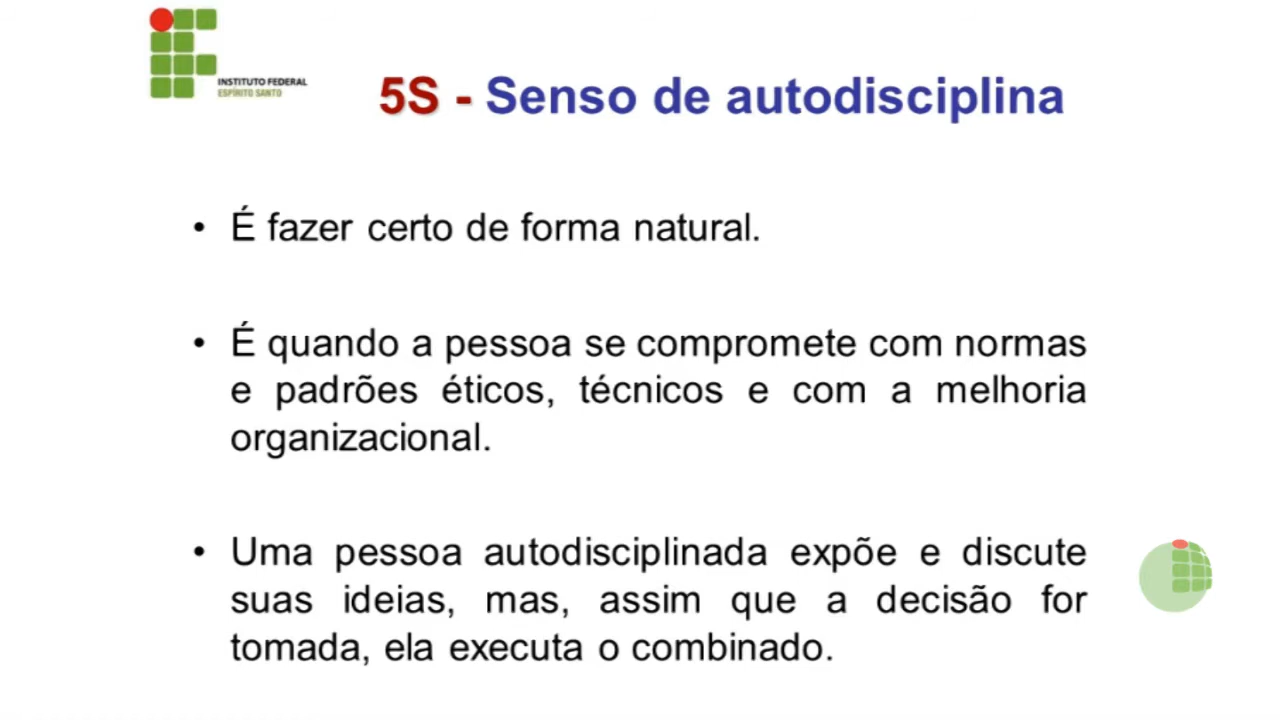 INSTITUTO FEDERAL
ESPÍRITO SANTO
5S - Senso de autodisciplina
• É fazer certo de forma natural.
• É quando a pessoa se compromete com normas
e padrões éticos, técnicos e com a melhoria
organizacional.
• Uma pessoa autodisciplinada expõe e discute
suas ideias, mas, assim que a decisão for
tomada, ela executa o combinado.